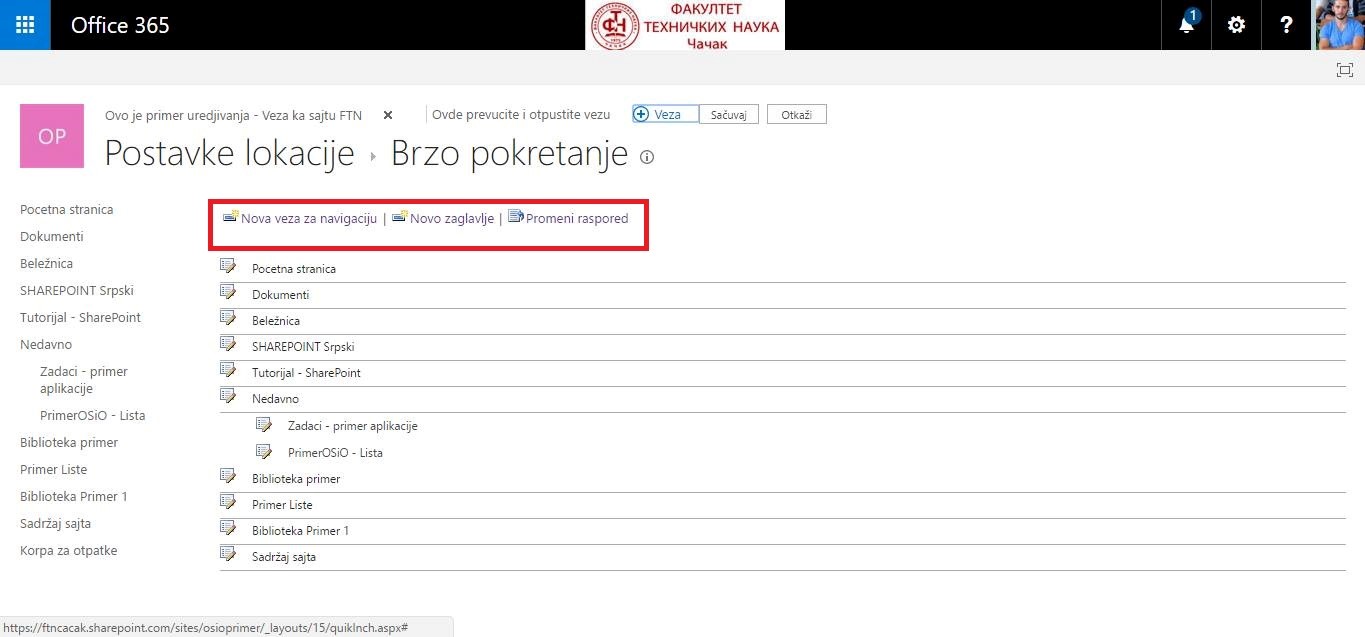 Office 365
ФАКУЛТЕТ
ТЕХНИЧКИХ НАУКА
Чачак
1
?
OP
Ovo je primer uredjivanja - Veza ka sajtu FTN
Ovde prevucite i otpustite vezu
Veza
Sačuvaj
Otkaži
Postavke lokacije ▸ Brzo pokretanje
Pocetna stranica
Dokumenti
Beležnica
SHAREPOINT Srpski
Tutorijal - SharePoint
Nedavno
Zadaci - primer
aplikacije
PrimerOSiO - Lista
Biblioteka primer
Primer Liste
Biblioteka Primer 1
Sadržaj sajta
Korpa za otpatke
Nova veza za navigaciju | Novo zaglavlje | Promeni raspored
Pocetna stranica
Dokumenti
Beležnica
SHAREPOINT Srpski
Tutorijal - SharePoint
Nedavno
Zadaci - primer aplikacije
PrimerOSiO - Lista
Biblioteka primer
Primer Liste
Biblioteka Primer 1
Sadržaj sajta
https://ftncacak.sharepoint.com/sites/osioprimer/_layouts/15/quiklnch.aspx#